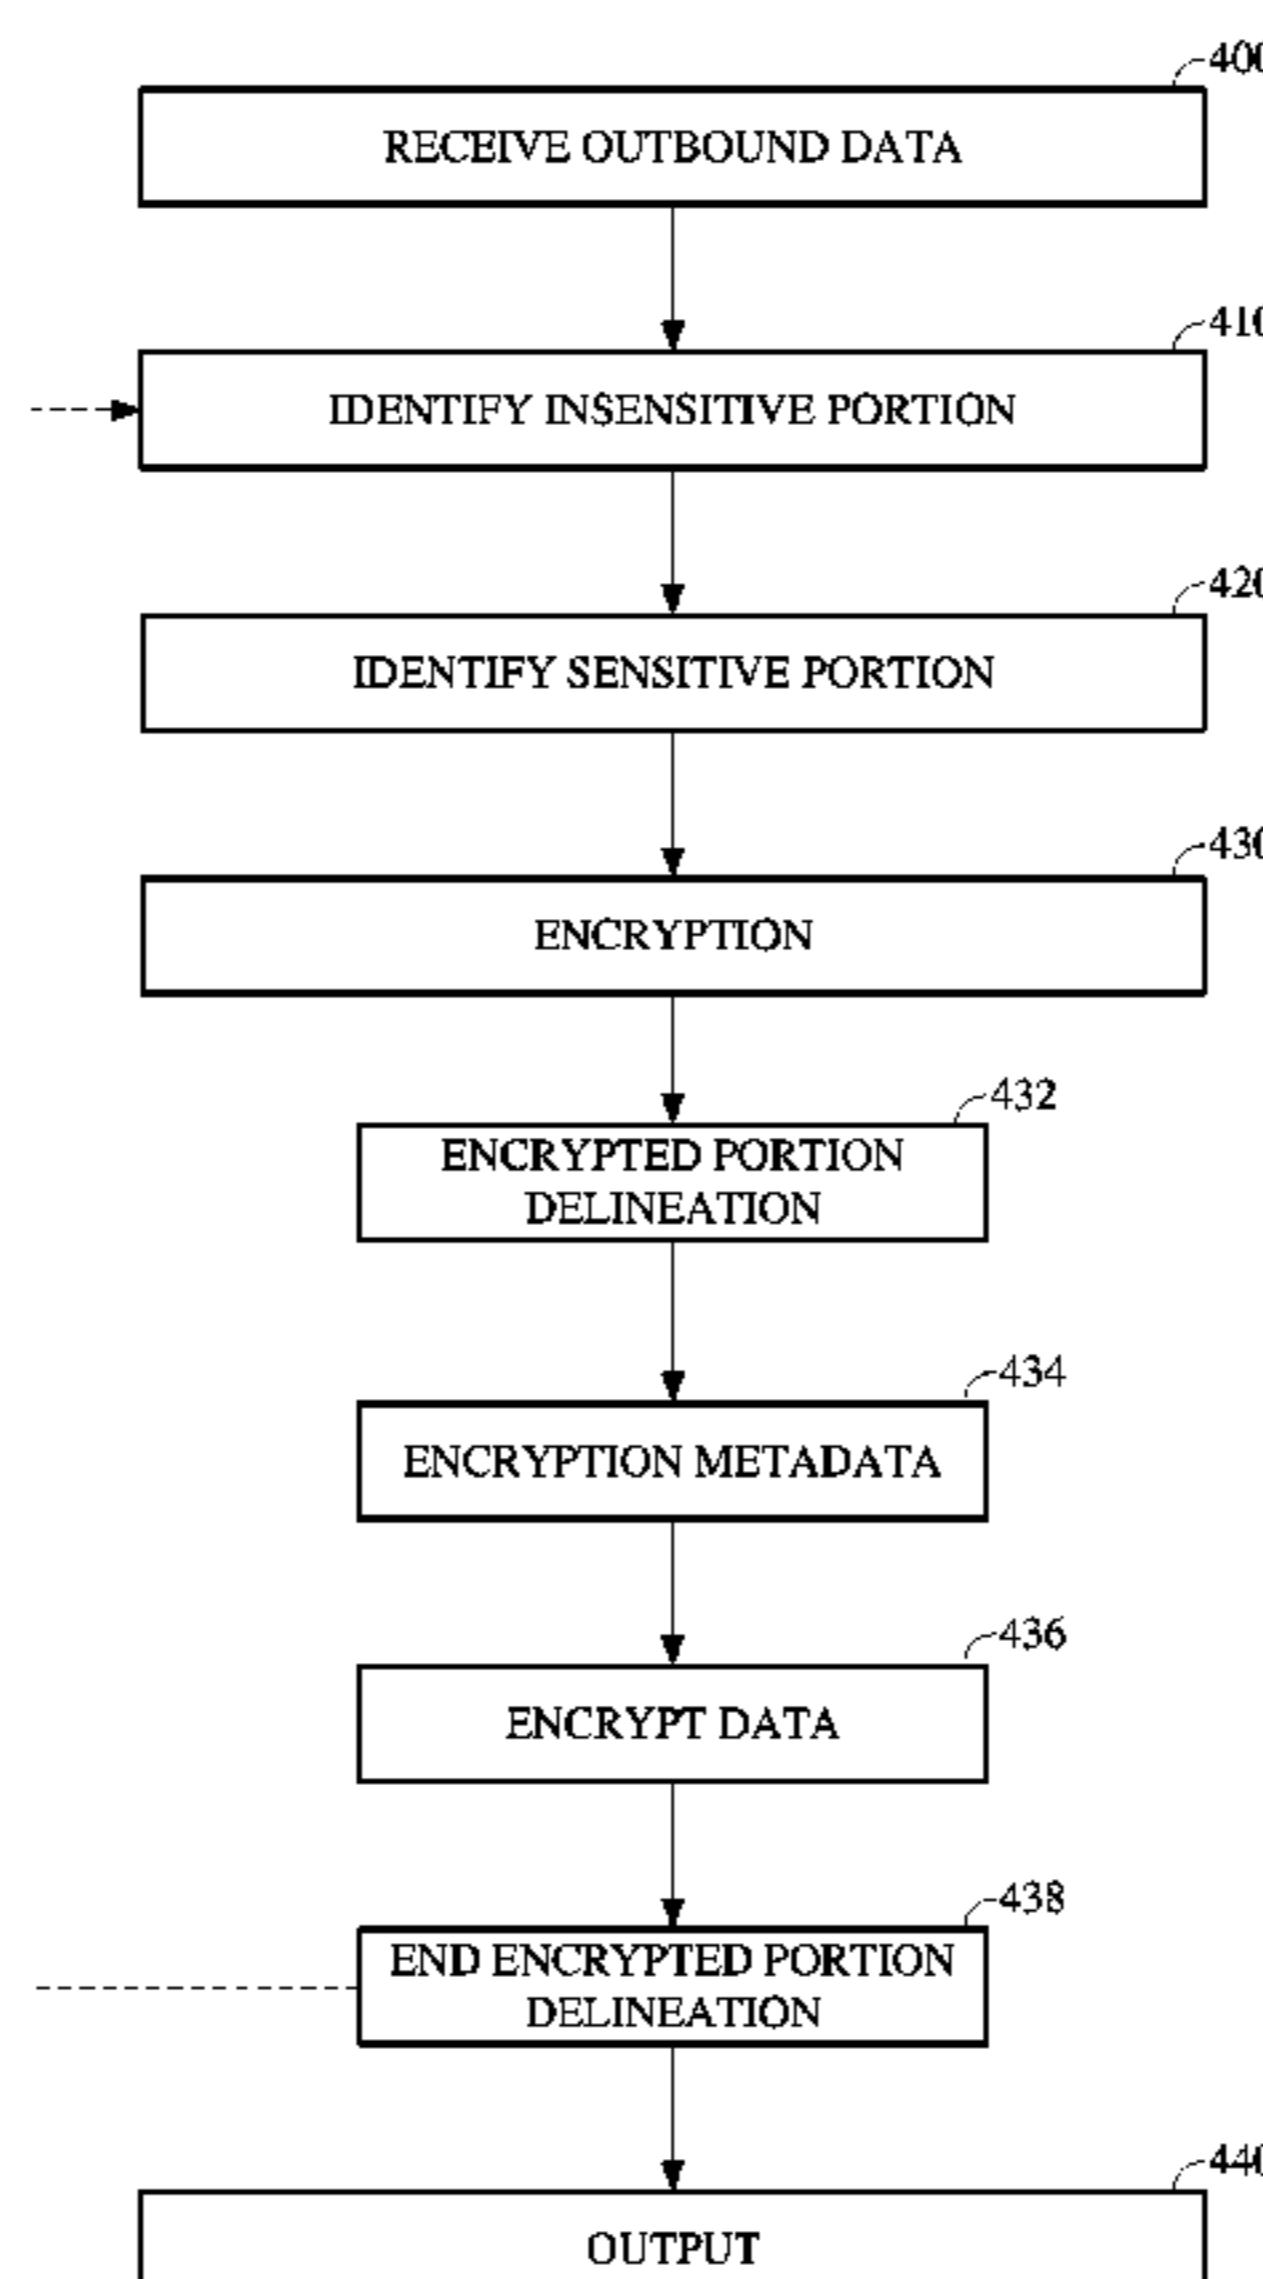 400
RECEIVE OUTBOUND DATA
410
IDENTIFY INSENSITIVE PORTION
420
IDENTIFY SENSITIVE PORTION
430
ENCRYPTION
432
ENCRYPTED PORTION
DELINEATION
434
ENCRYPTION METADATA
436
ENCRYPT DATA
438
END ENCRYPTED PORTION
DELINEATION
440
OUTPUT